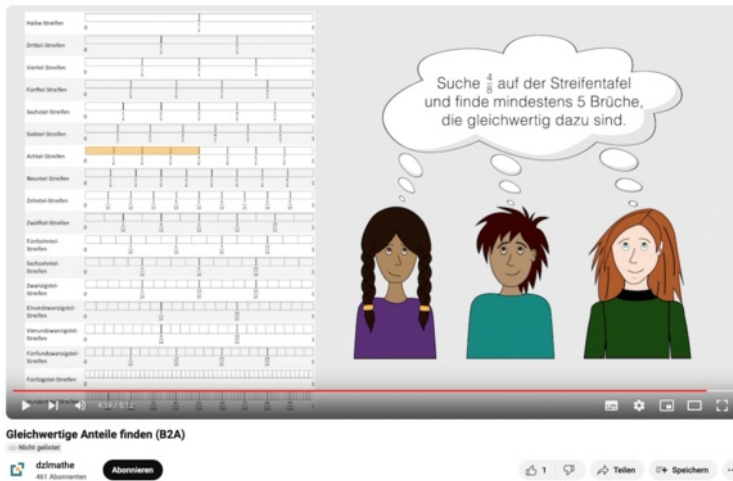 Halbe-Streifen
Drittel-Streifen
Viertel-Streifen
Fünftel-Streifen
Sechstel-Streifen
Siebtel-Streifen
Achtel-Streifen
Neuntel-Streifen
Zehntel-Streifen
Zwölftel-Streifen
Fünfzehntel-
Streifen
Sechzehntel-
Streifen
Zwanzigstel-
Streifen
Einundzwanzigstel-
Streifen
Vierundzwanzigstel-
Streifen
Fünfundzwanzigstel-
Streifen
Fünfzigstel-Streifen
Suche 4/8 auf der Streifentafel
und finde mindestens 5 Brüche,
die gleichwertig dazu sind.
4:59 / 5:12
Gleichwertige Anteile finden (B2A)
Nicht gelistet
dzlmathe
461 Abonnenten
Abonnieren
1
Teilen
Speichern